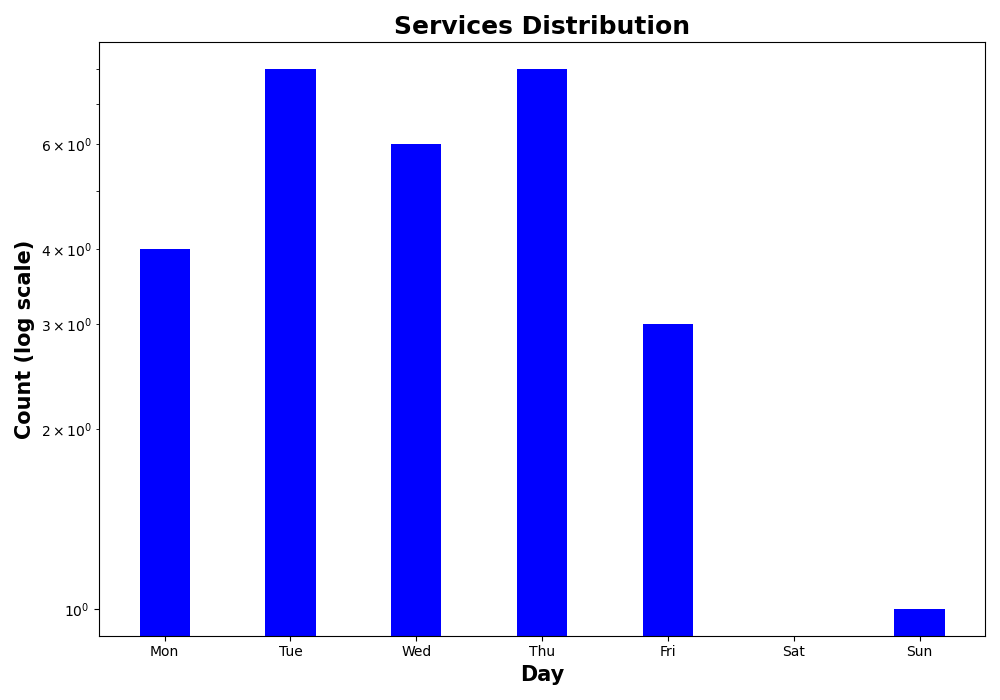 Services Distribution
Count (log scale)
6 × 10⁰
4 × 10⁰
3 × 10⁰
2 × 10⁰
10⁰
Mon Tue Wed Thu Fri Sat Sun
Day